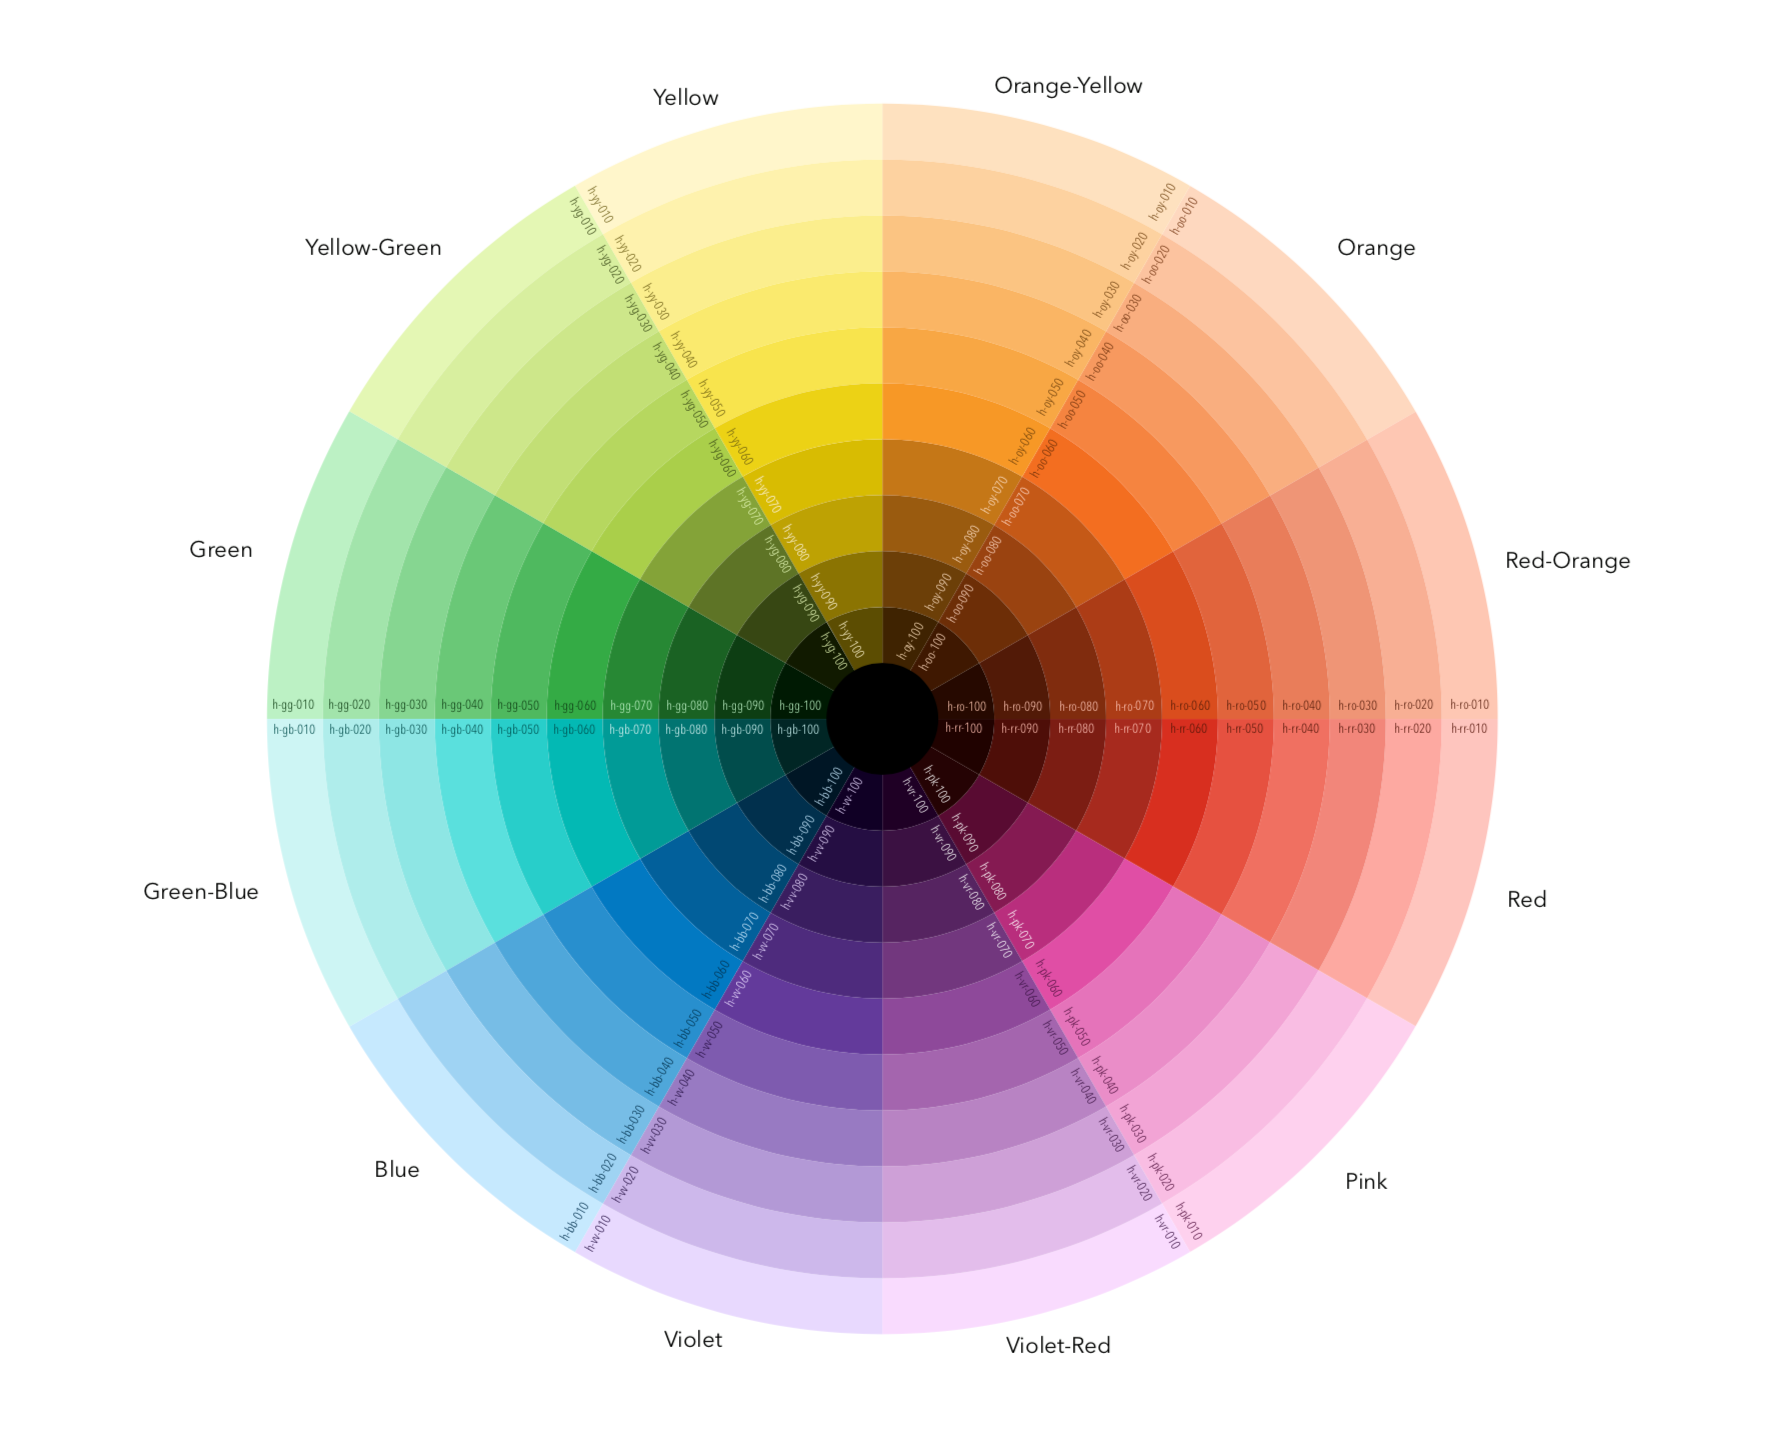 Orange-Yellow
Yellow
Yellow-Green
Orange
Green
Red-Orange
Green-Blue
Red
Blue
Pink
Violet
Violet-Red
h-yy-010
h-yy-020
h-yy-030
h-yy-040
h-yy-050
h-yy-060
h-yy-070
h-yy-080
h-yy-090
h-yy-100
h-yg-010
h-yg-020
h-yg-030
h-yg-040
h-yg-050
h-yg-060
h-yg-070
h-yg-080
h-yg-090
h-yg-100
h-oy-010
h-oy-020
h-oy-030
h-oy-040
h-oy-050
h-oy-060
h-oy-070
h-oy-080
h-oy-090
h-oy-100
h-oo-010
h-oo-020
h-oo-030
h-oo-040
h-oo-050
h-oo-060
h-oo-070
h-oo-080
h-oo-090
h-oo-100
h-gg-010 h-gg-020 h-gg-030 h-gg-040 h-gg-050 h-gg-060 h-gg-070 h-gg-080 h-gg-090 h-gg-100
h-ro-100 h-ro-090 h-ro-080 h-ro-070 h-ro-060 h-ro-050 h-ro-040 h-ro-030 h-ro-020 h-ro-010
h-gb-010 h-gb-020 h-gb-030 h-gb-040 h-gb-050 h-gb-060 h-gb-070 h-gb-080 h-gb-090 h-gb-100
h-rr-100 h-rr-090 h-rr-080 h-rr-070 h-rr-060 h-rr-050 h-rr-040 h-rr-030 h-rr-020 h-rr-010
h-bb-100
h-bb-090
h-bb-080
h-bb-070
h-bb-060
h-bb-050
h-bb-040
h-bb-030
h-bb-020
h-bb-010
h-vv-100
h-vv-090
h-vv-080
h-vv-070
h-vv-060
h-vv-050
h-vv-040
h-vv-030
h-vv-020
h-vv-010
h-vr-100
h-vr-090
h-vr-080
h-vr-070
h-vr-060
h-vr-050
h-vr-040
h-vr-030
h-vr-020
h-vr-010
h-pk-100
h-pk-090
h-pk-080
h-pk-070
h-pk-060
h-pk-050
h-pk-040
h-pk-030
h-pk-020
h-pk-010